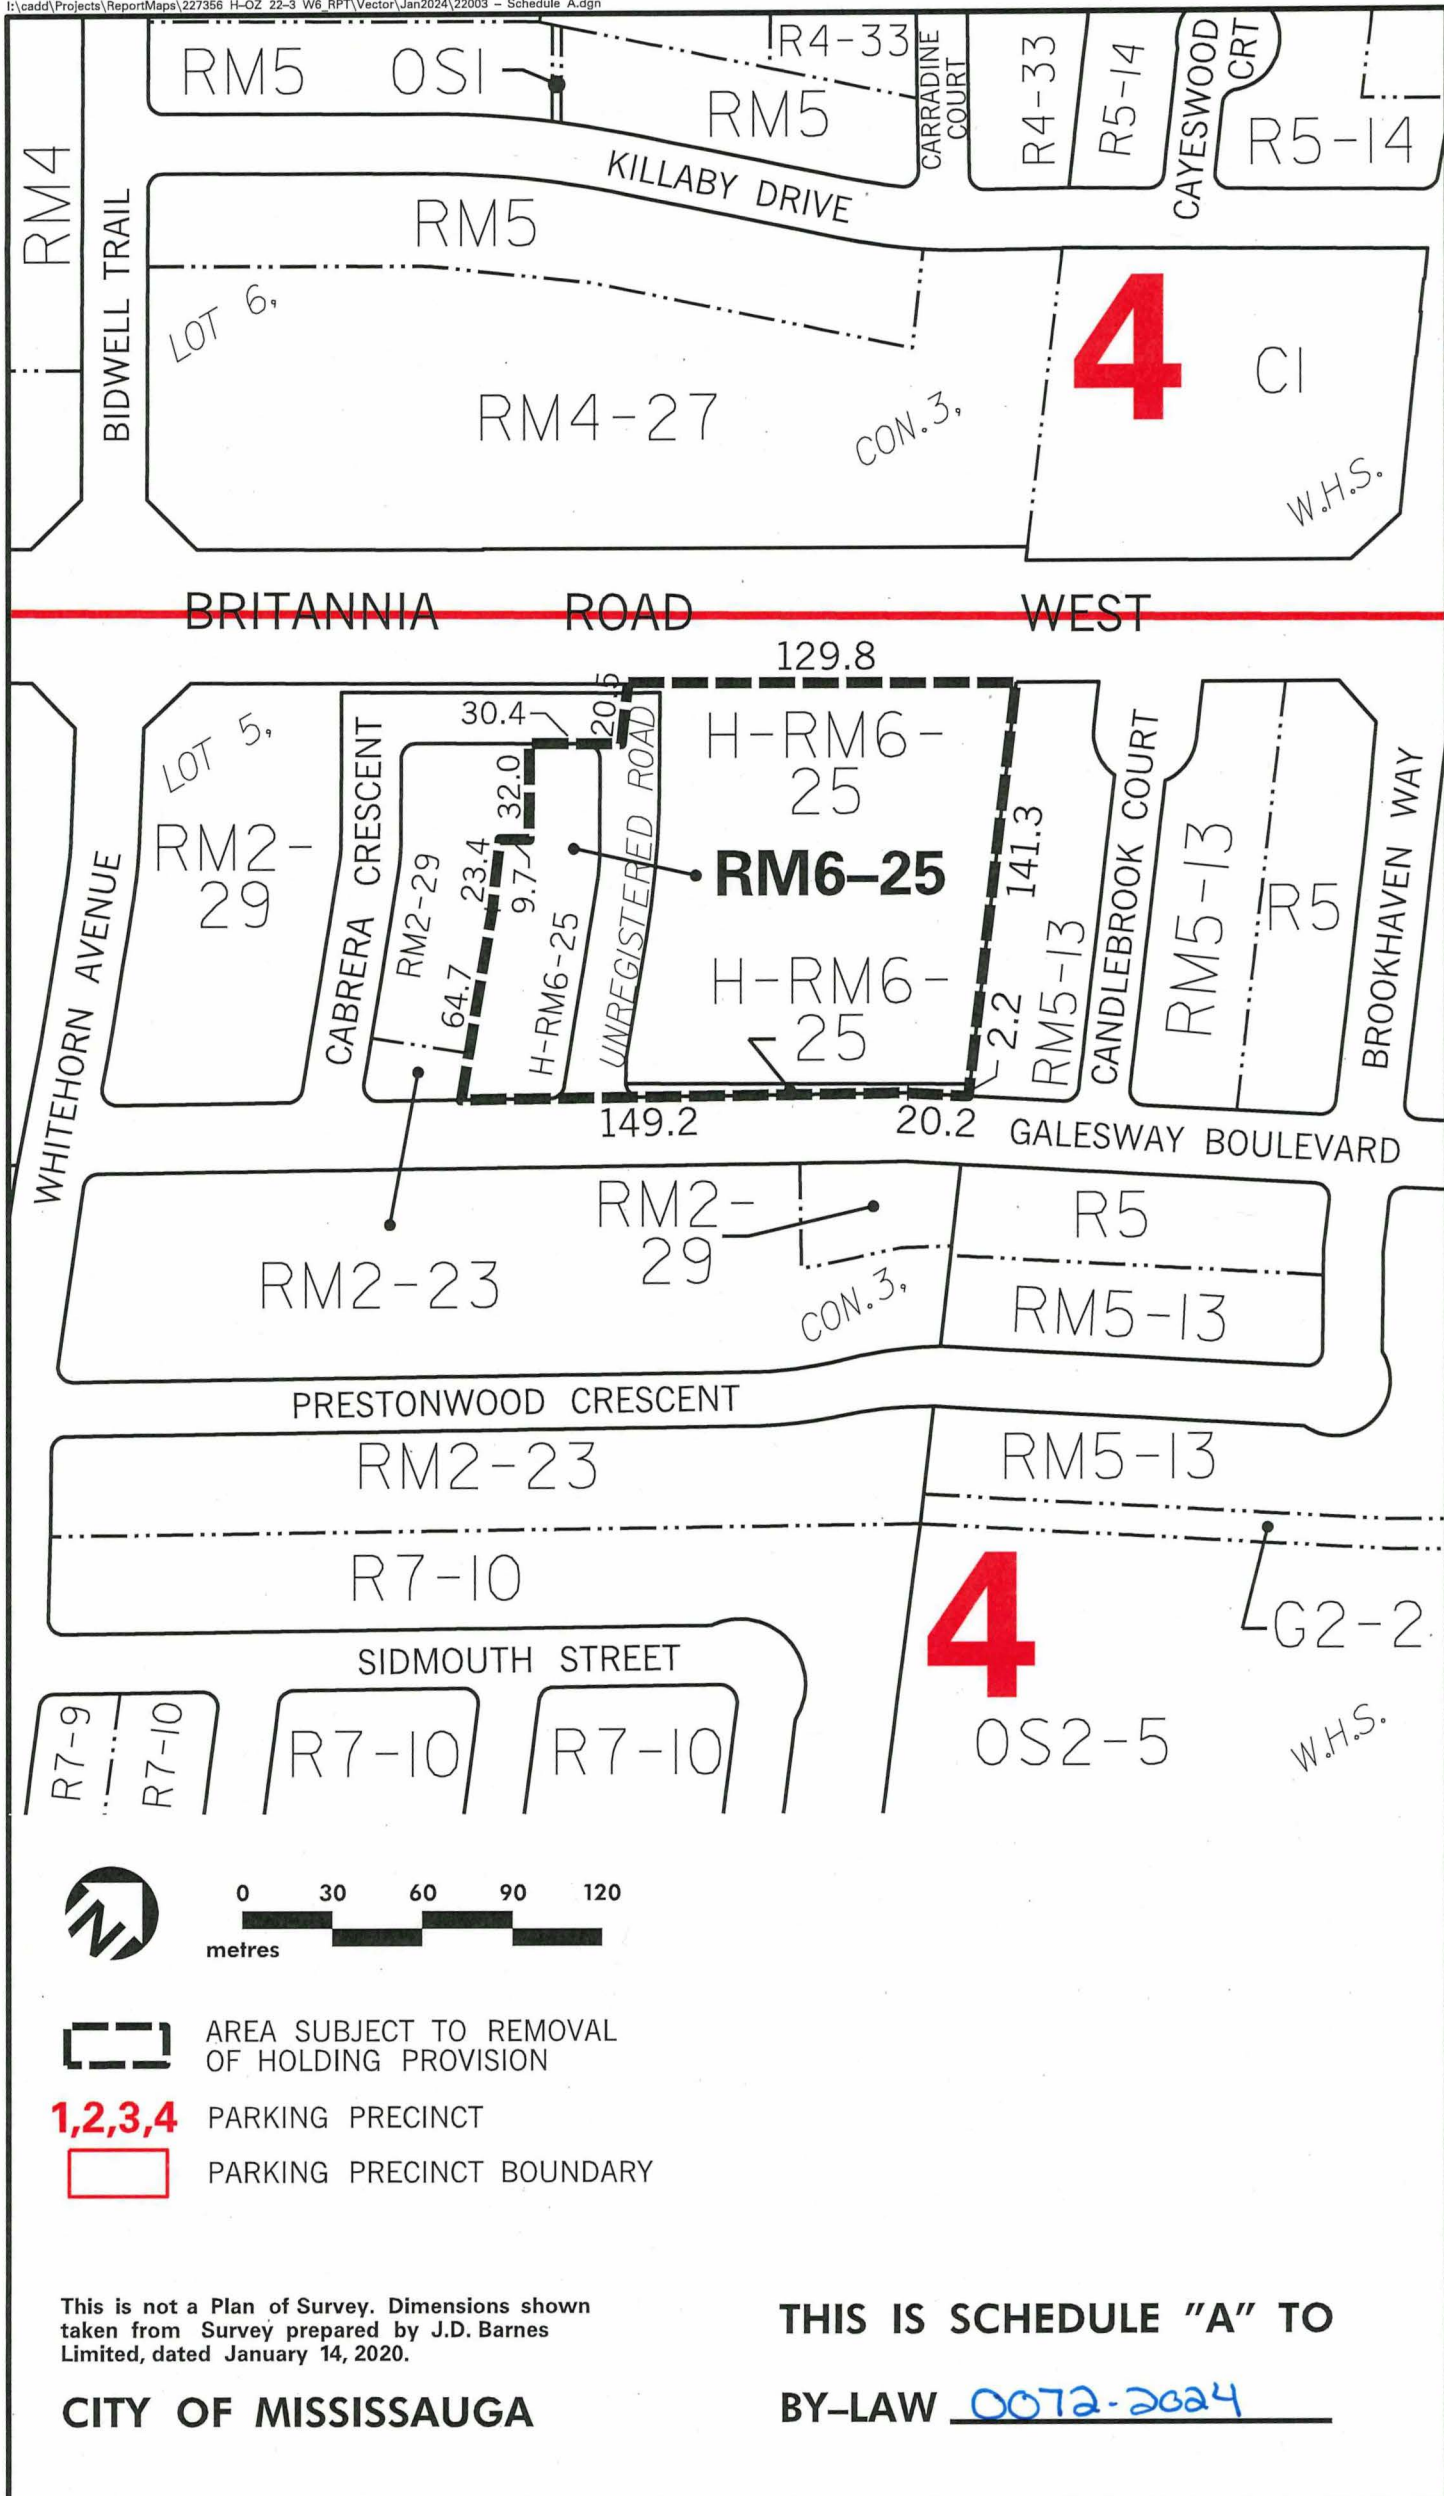 I:\cadd\Projects\ReportMaps\227356 H-OZ 22-3 W6_RPT\Vector\Jan2024\22003 - Schedule A.dgn
RM5
OS1
R4-33
RM5
CARRADINE
COURT
R4-33
R5-14
CAYESWOOD
CRT
R5-14
RM4
BIDWELL TRAIL
KILLABY DRIVE
RM5
LOT 6,
RM4-27
CON. 3,
4
C1
W.H.S.
BRITANNIA ROAD WEST
129.8
30.4
20.5
H-RM6-
25
LOT 5,
RM2-
29
CABRERA CRESCENT
RM2-29
32.0
23.4
9.7
64.7
H-RM6-25
UNREGISTERED ROAD
RM6-25
H-RM6-
25
141.3
2.2
RM5-13
CANDLEBROOK COURT
RM5-13
R5
BROOKHAVEN WAY
WHITEHORN AVENUE
149.2
20.2
GALESWAY BOULEVARD
RM2-
29
R5
RM2-23
CON. 3,
RM5-13
PRESTONWOOD CRESCENT
RM2-23
RM5-13
R7-10
4
G2-2
SIDMOUTH STREET
R7-9
R7-10
R7-10
R7-10
OS2-5
W.H.S.
N
0 30 60 90 120
metres
AREA SUBJECT TO REMOVAL
OF HOLDING PROVISION
1,2,3,4 PARKING PRECINCT
PARKING PRECINCT BOUNDARY
This is not a Plan of Survey. Dimensions shown
taken from Survey prepared by J.D. Barnes
Limited, dated January 14, 2020.
CITY OF MISSISSAUGA
THIS IS SCHEDULE "A" TO
BY-LAW 0072-2024